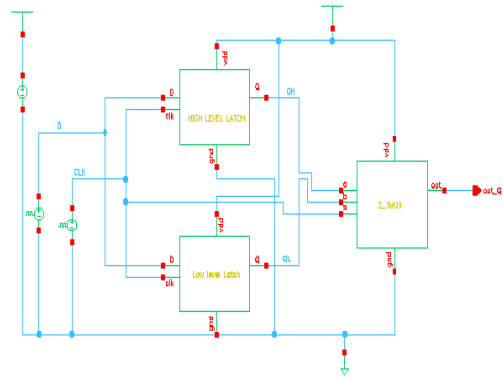 vdd
D
Q
QH
clk
HIGH LEVEL LATCH
gnd
D
CLK
vdd
out
out_Q
2_1MUX
S
gnd
vdd
D
Q
QL
clk
Low level Latch
gnd